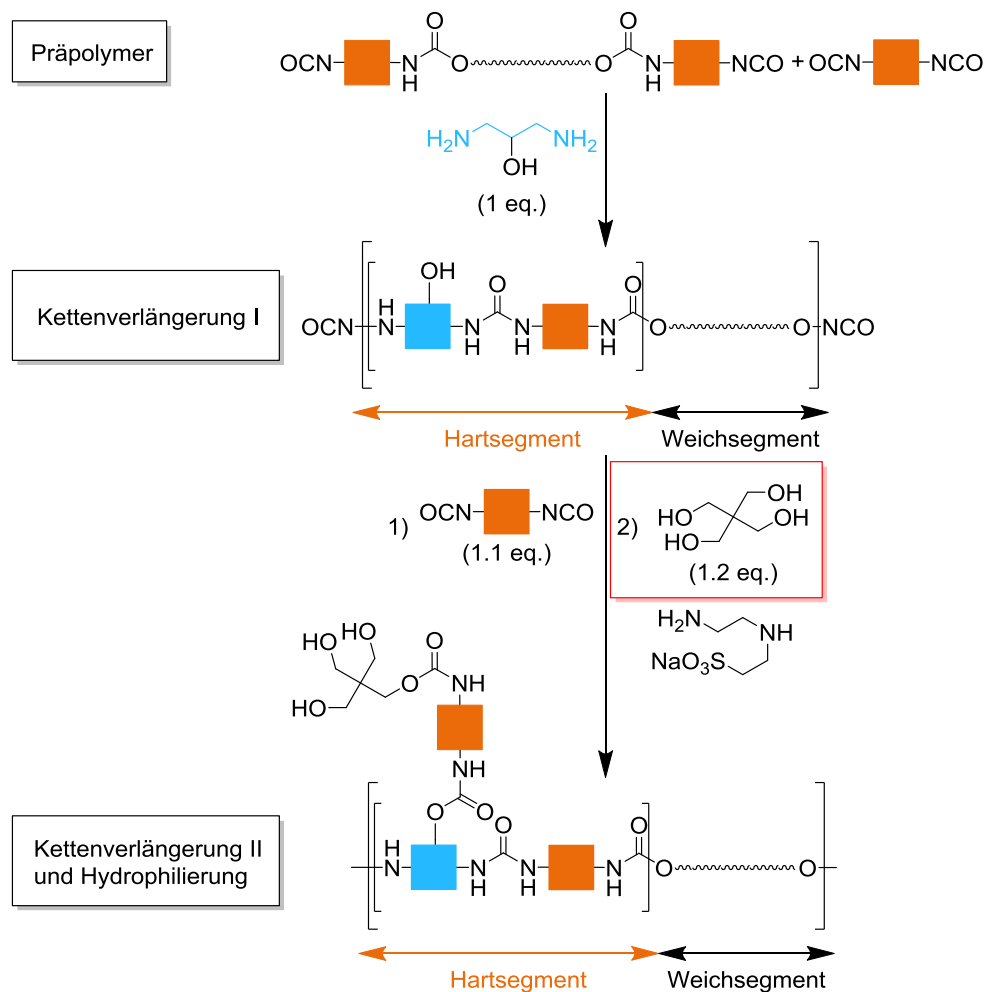 Präpolymer
OCN
N
H
O
O
O
O
N
H
NCO
+
OCN
NCO
H₂N
NH₂
OH
(1 eq.)
Kettenverlängerung I
OCN
H
N
OH
N
H
O
N
H
N
H
O
O
O
NCO
Hartsegment
Weichsegment
1)
OCN
NCO
(1.1 eq.)
2)
OH
HO
OH
HO
(1.2 eq.)
H₂N
NH
NaO₃S
HO
HO
HO
O
O
NH
NH
O
O
Kettenverlängerung II
und Hydrophilierung
H
N
N
H
O
N
H
N
H
O
O
O
Hartsegment
Weichsegment